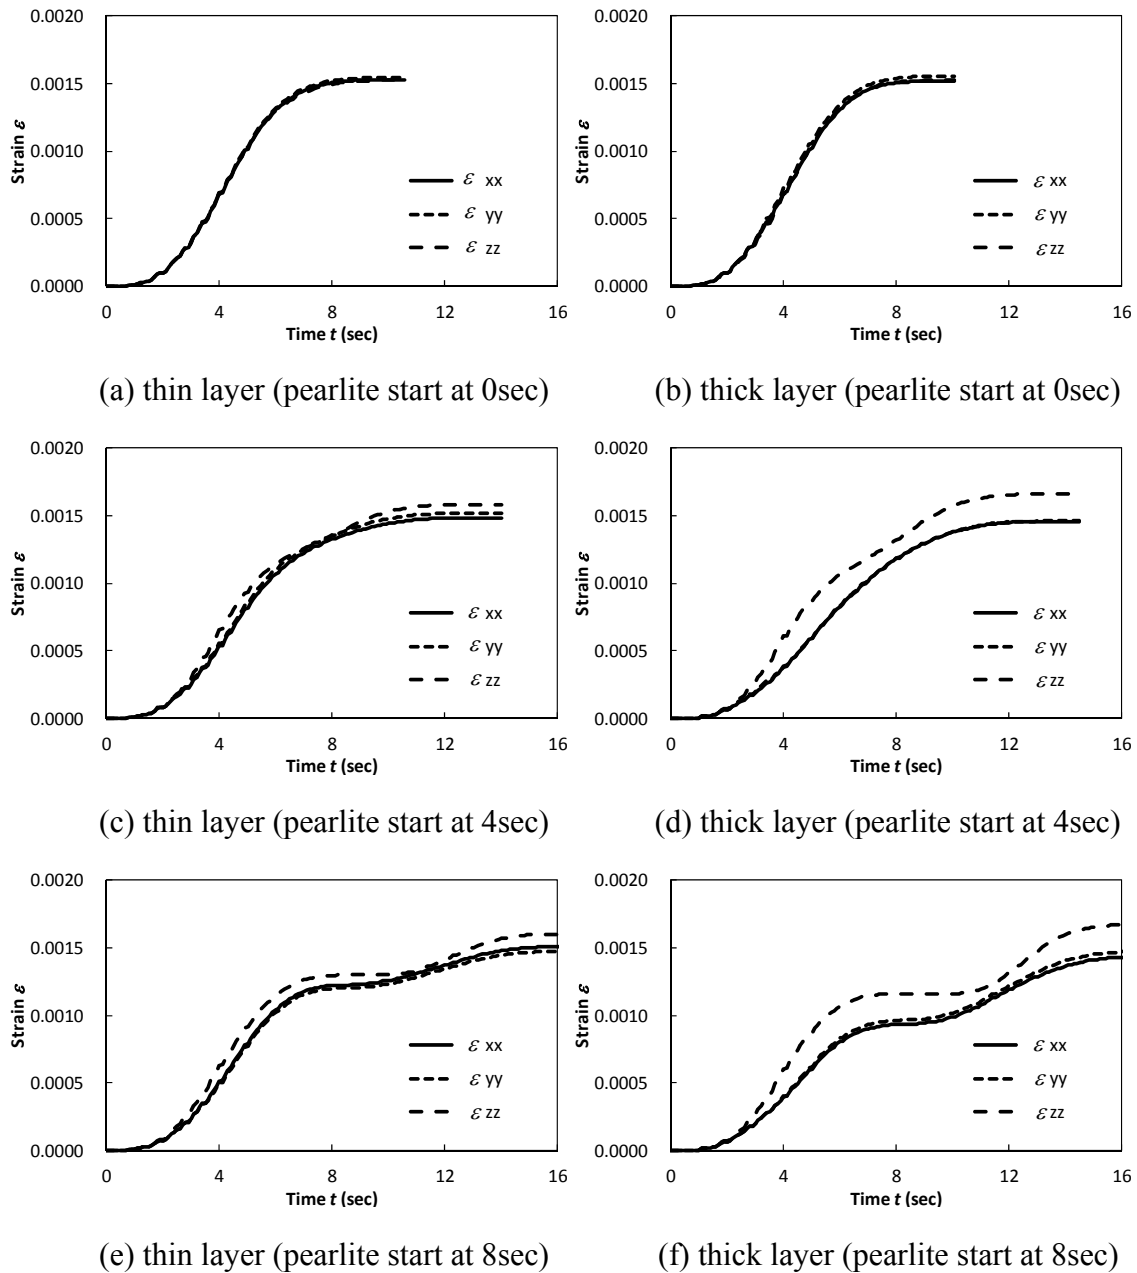 0.0020
0.0015
0.0010
0.0005
0.0000
Strain ε
ε xx
ε yy
ε zz
0 4 8 12 16
Time t (sec)
(a) thin layer (pearlite start at 0sec)
0.0020
0.0015
0.0010
0.0005
0.0000
Strain ε
ε xx
ε yy
ε zz
0 4 8 12 16
Time t (sec)
(b) thick layer (pearlite start at 0sec)
0.0020
0.0015
0.0010
0.0005
0.0000
Strain ε
ε xx
ε yy
ε zz
0 4 8 12 16
Time t (sec)
(c) thin layer (pearlite start at 4sec)
0.0020
0.0015
0.0010
0.0005
0.0000
Strain ε
ε xx
ε yy
ε zz
0 4 8 12 16
Time t (sec)
(d) thick layer (pearlite start at 4sec)
0.0020
0.0015
0.0010
0.0005
0.0000
Strain ε
ε xx
ε yy
ε zz
0 4 8 12 16
Time t (sec)
(e) thin layer (pearlite start at 8sec)
0.0020
0.0015
0.0010
0.0005
0.0000
Strain ε
ε xx
ε yy
ε zz
0 4 8 12 16
Time t (sec)
(f) thick layer (pearlite start at 8sec)